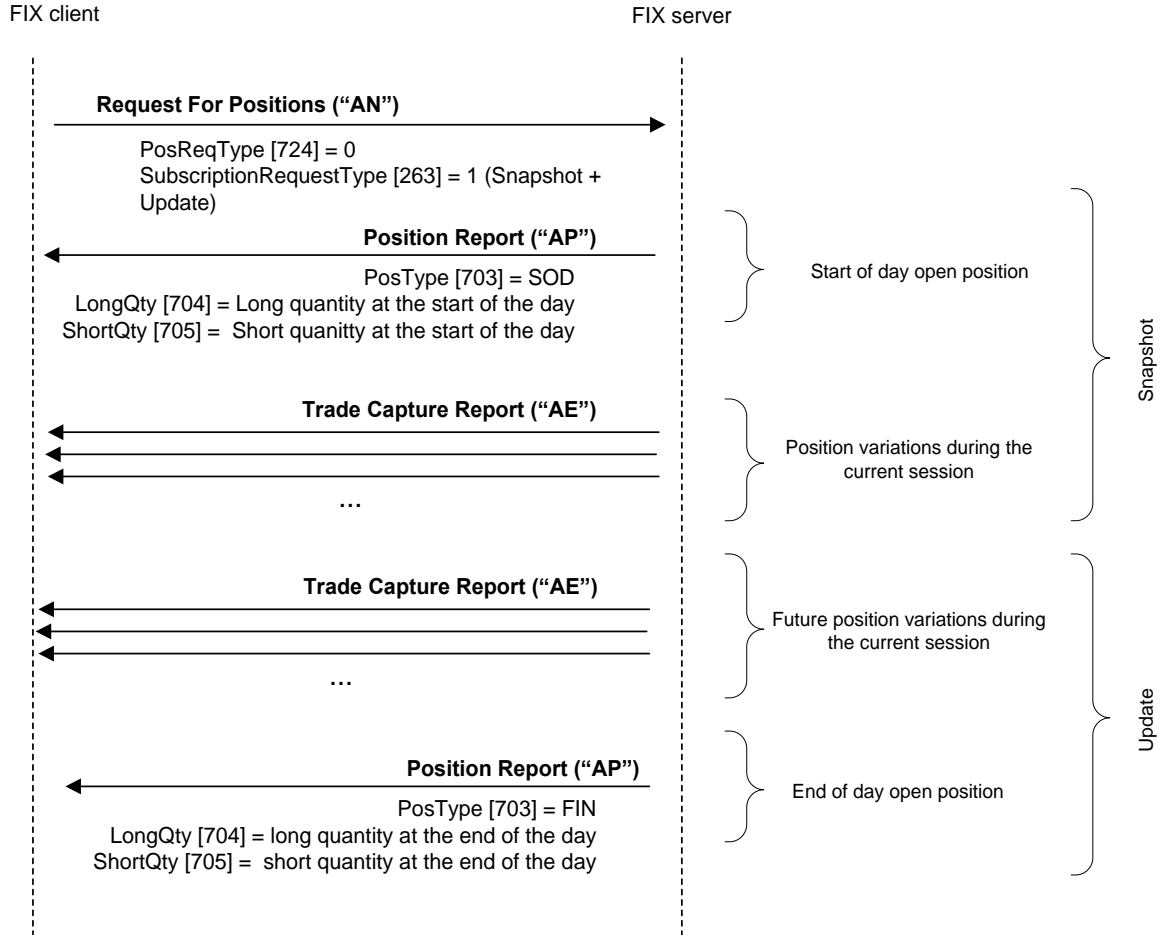 FIX client
FIX server
Request For Positions (“AN”)
PosReqType [724] = 0
SubscriptionRequestType [263] = 1 (Snapshot +
Update)
Position Report (“AP”)
PosType [703] = SOD
LongQty [704] = Long quantity at the start of the day
ShortQty [705] = Short quanitty at the start of the day
Start of day open position
Snapshot
Trade Capture Report (“AE”)
...
Position variations during the
current session
Trade Capture Report (“AE”)
...
Future position variations during
the current session
Update
Position Report (“AP”)
PosType [703] = FIN
LongQty [704] = long quantity at the end of the day
ShortQty [705] = short quantity at the end of the day
End of day open position